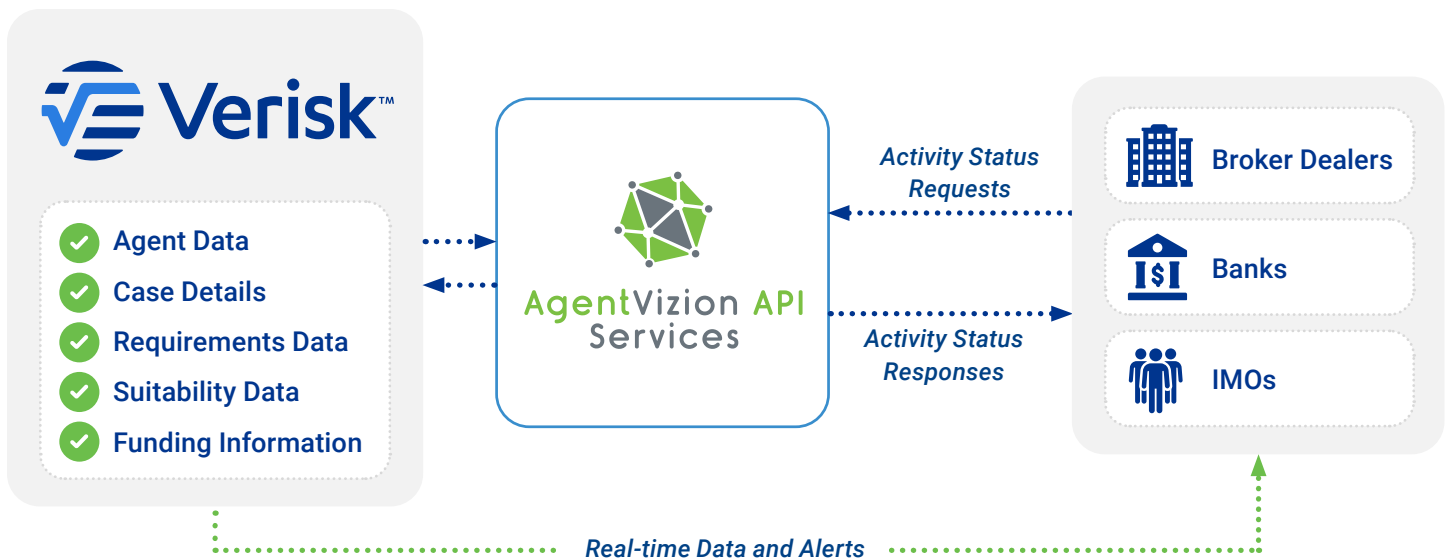 Verisk™
Agent Data
Case Details
Requirements Data
Suitability Data
Funding Information
AgentVizion API
Services
Activity Status
Requests
Activity Status
Responses
Broker Dealers
$
Banks
IMOs
Real-time Data and Alerts